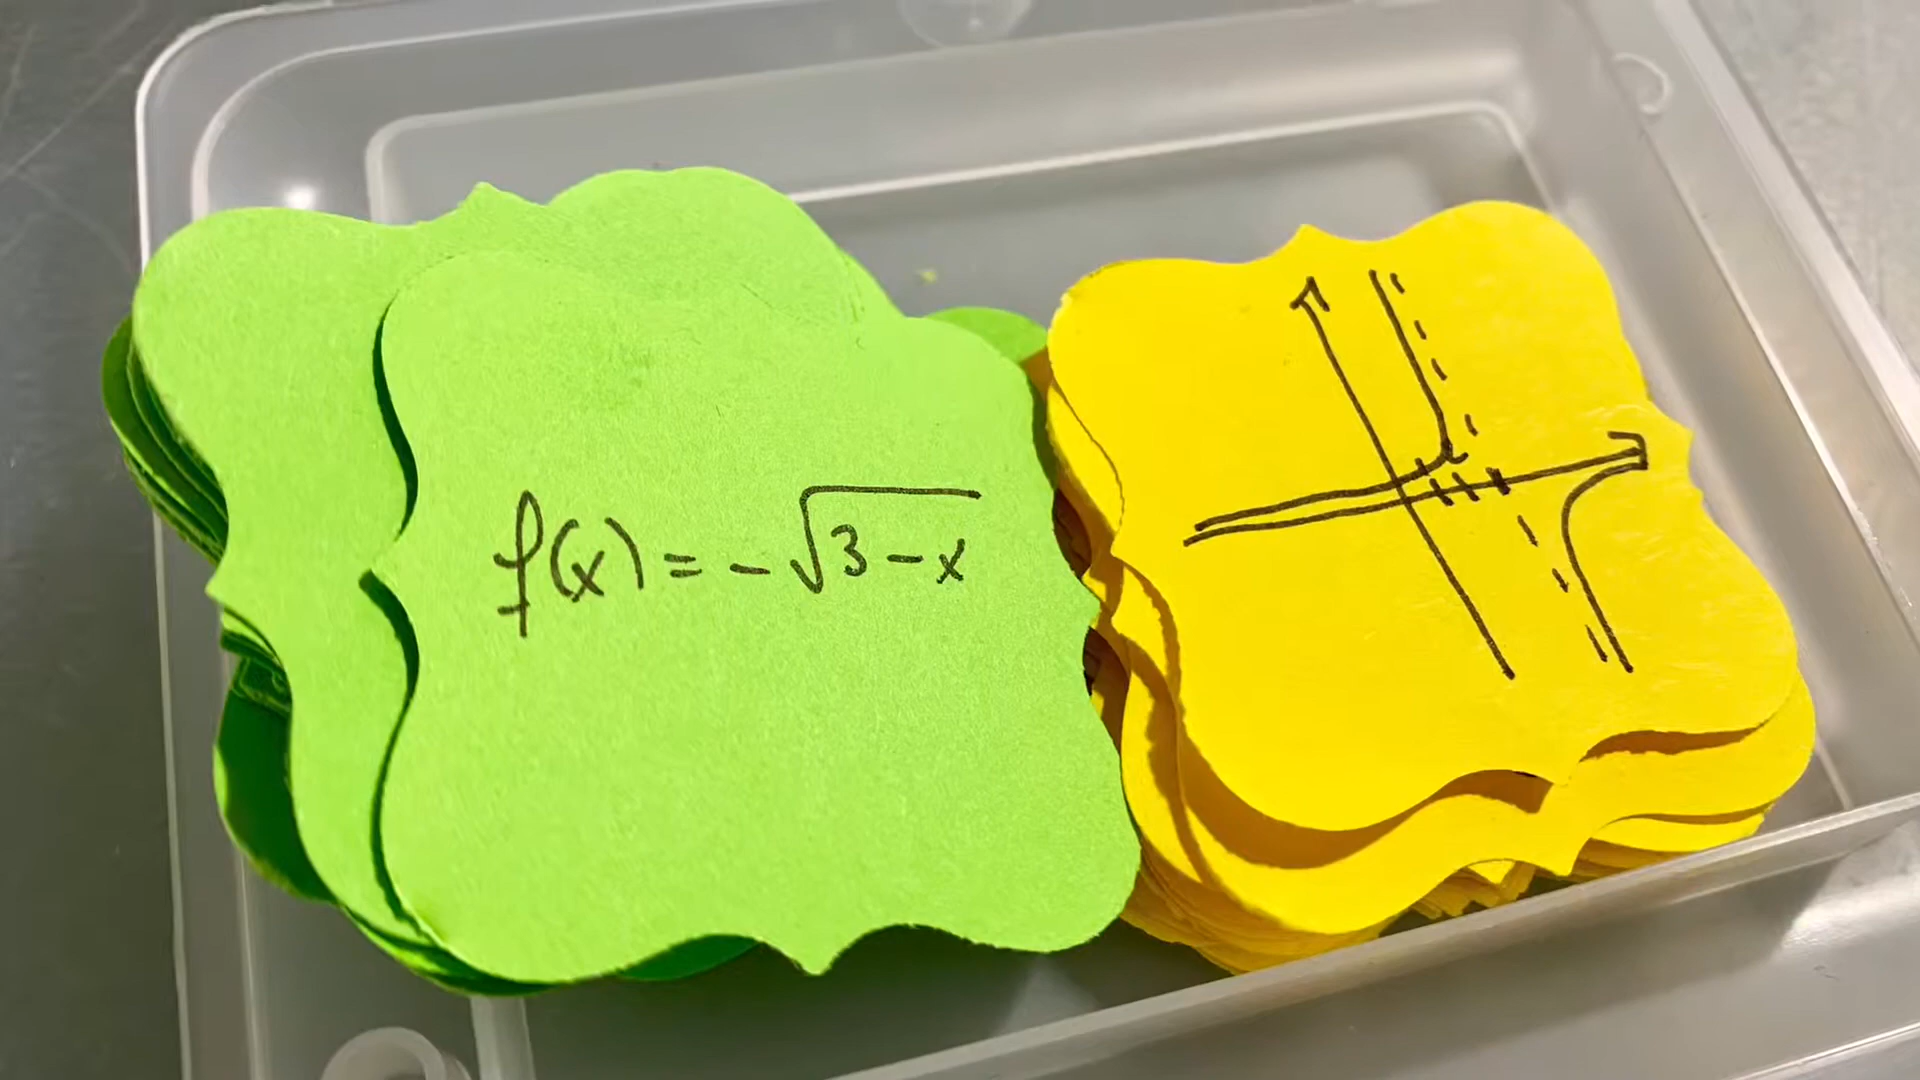 f(x) = -√(3-x)